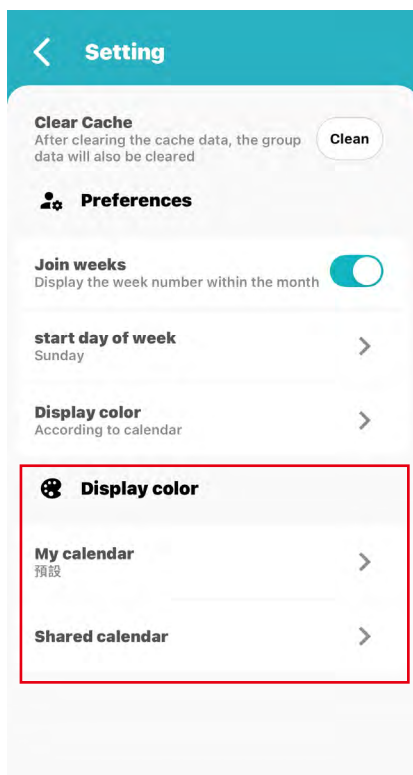 Setting
Clear Cache
After clearing the cache data, the group
data will also be cleared
Clean
Preferences
Join weeks
Display the week number within the month
start day of week
Sunday
Display color
According to calendar
Display color
My calendar
預設
Shared calendar